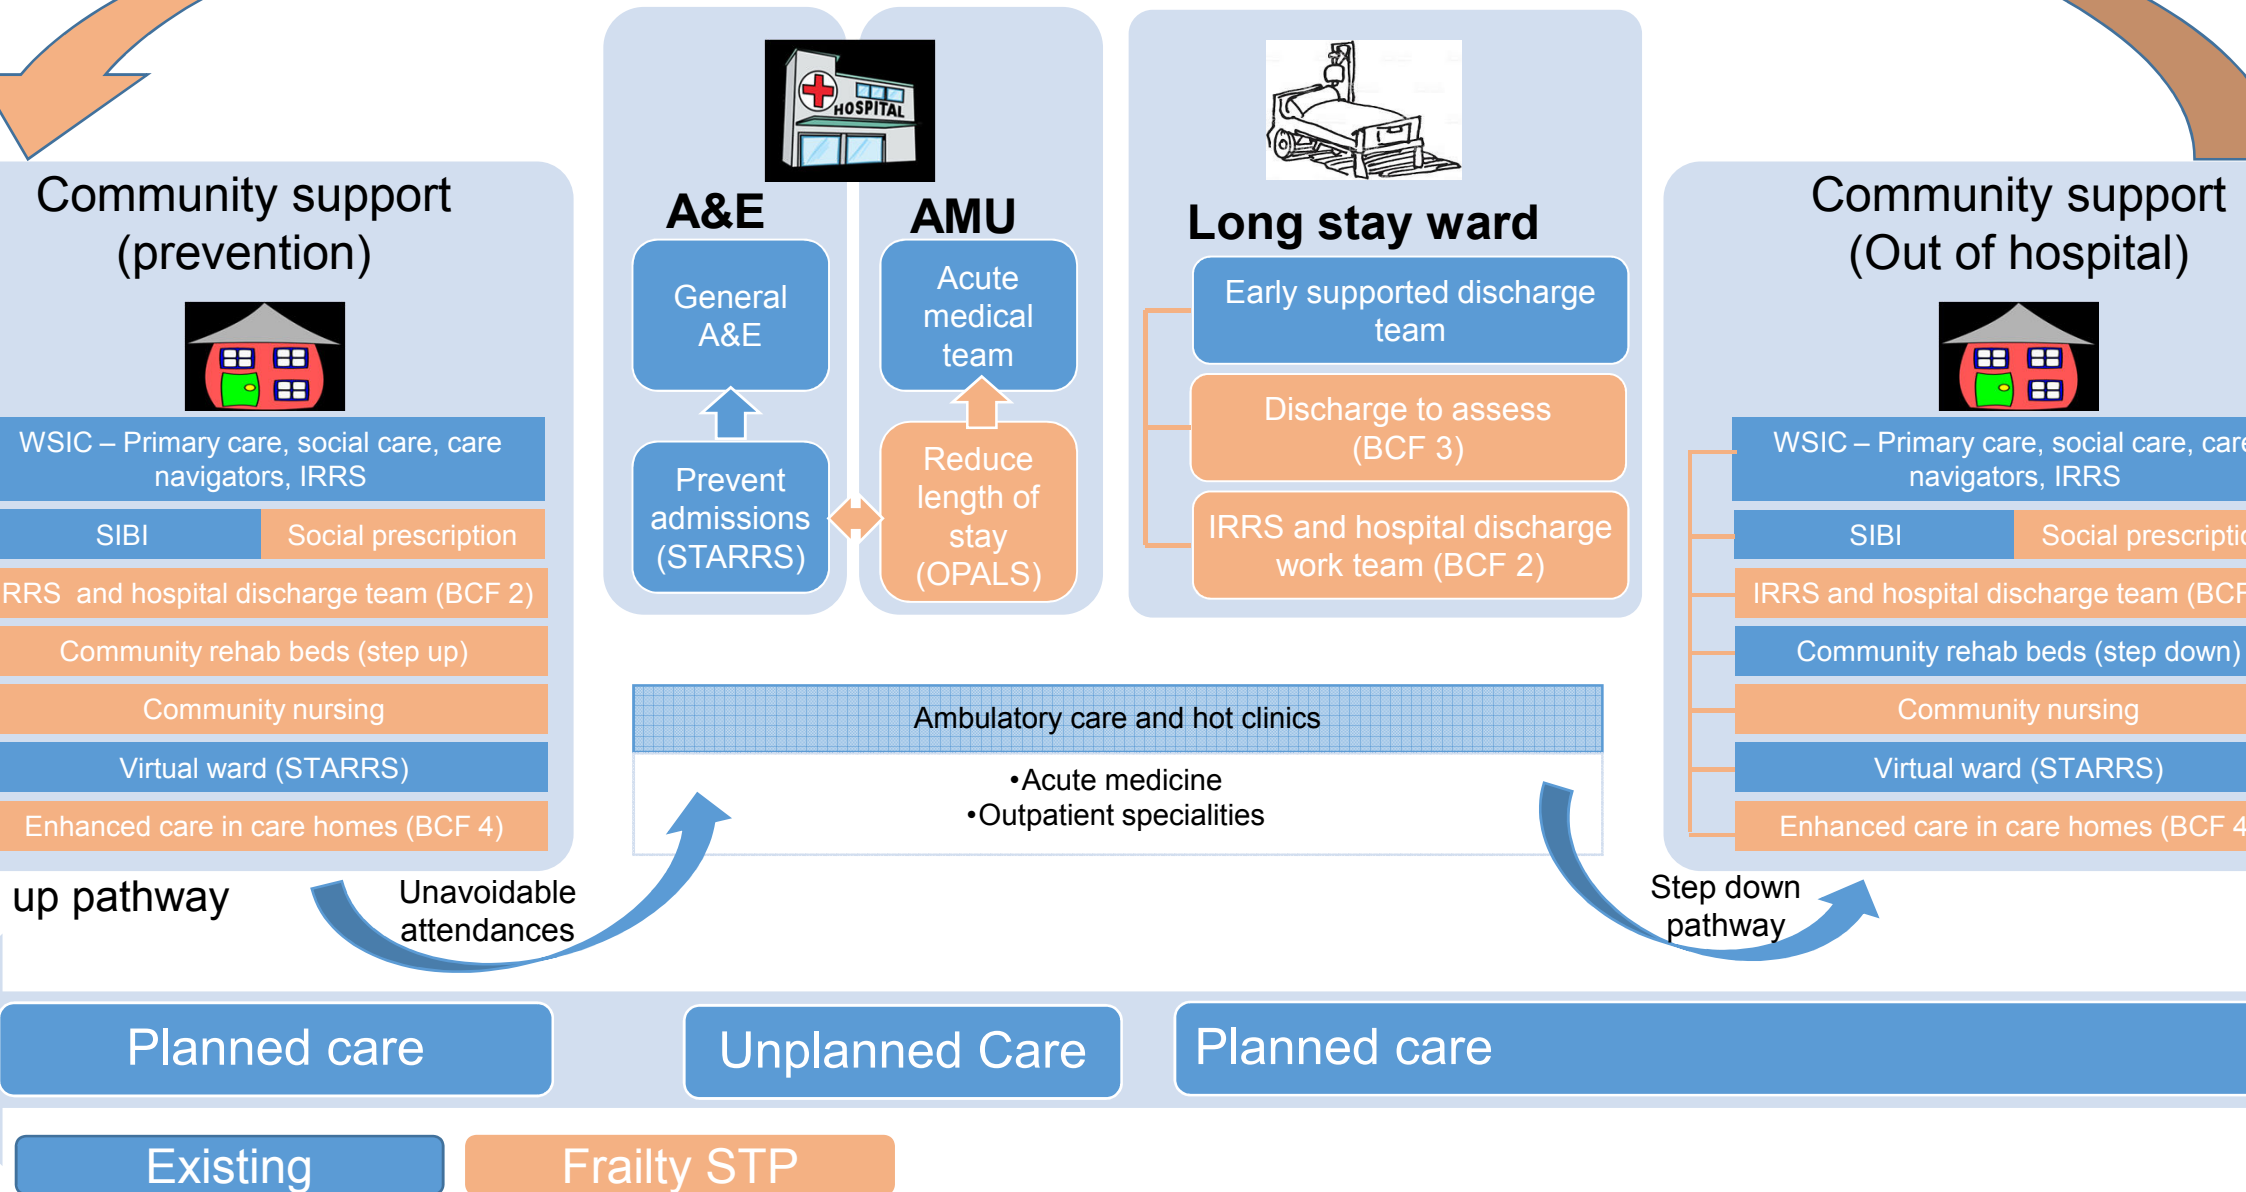 Community support
(prevention)
WSIC – Primary care, social care, care
navigators, IRRS
SIBI
Social prescription
RRS and hospital discharge team (BCF 2)
Community rehab beds (step up)
Community nursing
Virtual ward (STARRS)
Enhanced care in care homes (BCF 4)
up pathway
Unavoidable
attendances
HOSPITAL
A&E
General
A&E
Prevent
admissions
(STARRS)
AMU
Acute
medical
team
Reduce
length of
stay
(OPALS)
Long stay ward
Early supported discharge
team
Discharge to assess
(BCF 3)
IRRS and hospital discharge
work team (BCF 2)
Ambulatory care and hot clinics
•Acute medicine
•Outpatient specialities
Community support
(Out of hospital)
WSIC – Primary care, social care, care
navigators, IRRS
SIBI
Social prescriptio
IRRS and hospital discharge team (BCF
Community rehab beds (step down)
Community nursing
Virtual ward (STARRS)
Enhanced care in care homes (BCF 4
Step down
pathway
Planned care
Unplanned Care
Planned care
Existing
Frailty STP